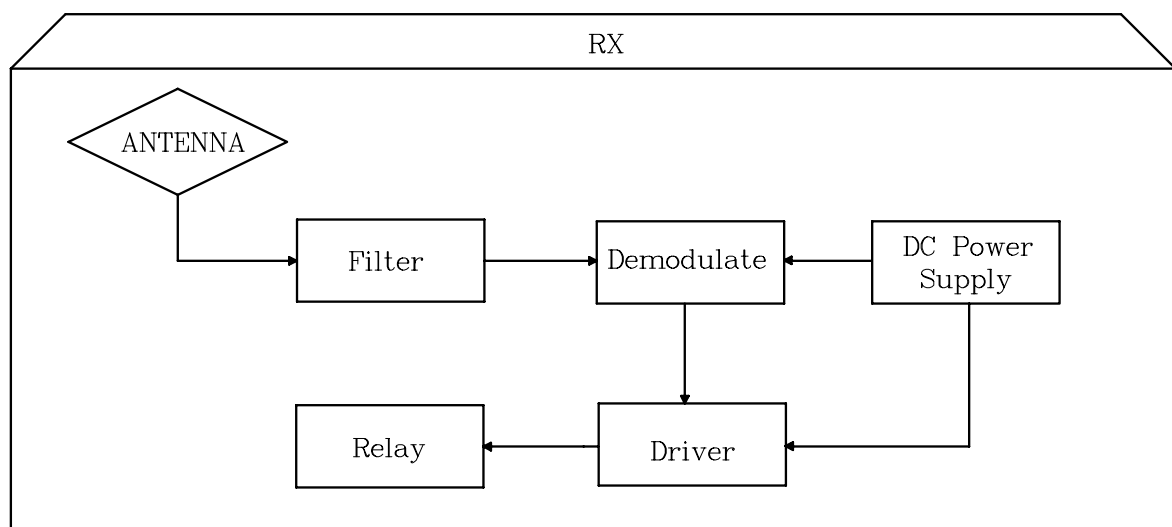 RX
ANTENNA
Filter
Demodulate
DC Power
Supply
Relay
Driver